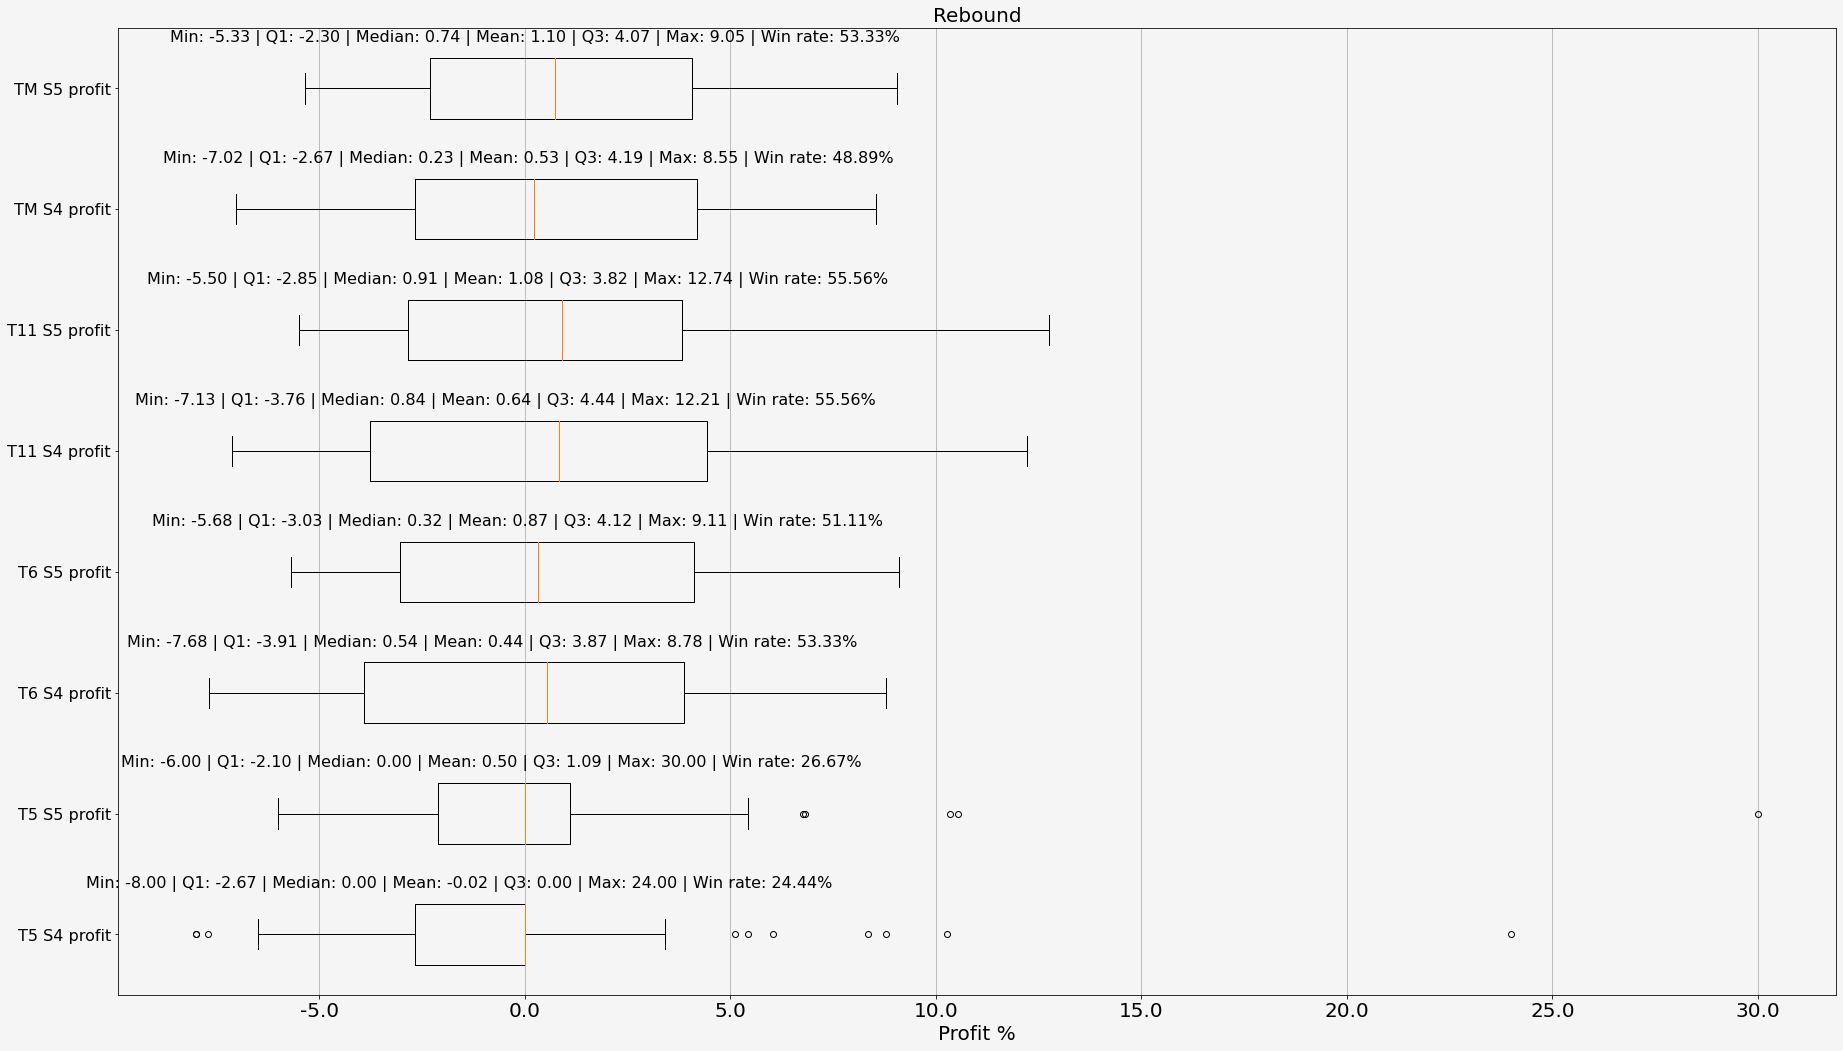 Rebound
Min: -5.33 | Q1: -2.30 | Median: 0.74 | Mean: 1.10 | Q3: 4.07 | Max: 9.05 | Win rate: 53.33%
TM S5 profit
Min: -7.02 | Q1: -2.67 | Median: 0.23 | Mean: 0.53 | Q3: 4.19 | Max: 8.55 | Win rate: 48.89%
TM S4 profit
Min: -5.50 | Q1: -2.85 | Median: 0.91 | Mean: 1.08 | Q3: 3.82 | Max: 12.74 | Win rate: 55.56%
T11 S5 profit
Min: -7.13 | Q1: -3.76 | Median: 0.84 | Mean: 0.64 | Q3: 4.44 | Max: 12.21 | Win rate: 55.56%
T11 S4 profit
Min: -5.68 | Q1: -3.03 | Median: 0.32 | Mean: 0.87 | Q3: 4.12 | Max: 9.11 | Win rate: 51.11%
T6 S5 profit
Min: -7.68 | Q1: -3.91 | Median: 0.54 | Mean: 0.44 | Q3: 3.87 | Max: 8.78 | Win rate: 53.33%
T6 S4 profit
Min: -6.00 | Q1: -2.10 | Median: 0.00 | Mean: 0.50 | Q3: 1.09 | Max: 30.00 | Win rate: 26.67%
T5 S5 profit
Min: -8.00 | Q1: -2.67 | Median: 0.00 | Mean: -0.02 | Q3: 0.00 | Max: 24.00 | Win rate: 24.44%
T5 S4 profit
-5.0 0.0 5.0 10.0 15.0 20.0 25.0 30.0
Profit %